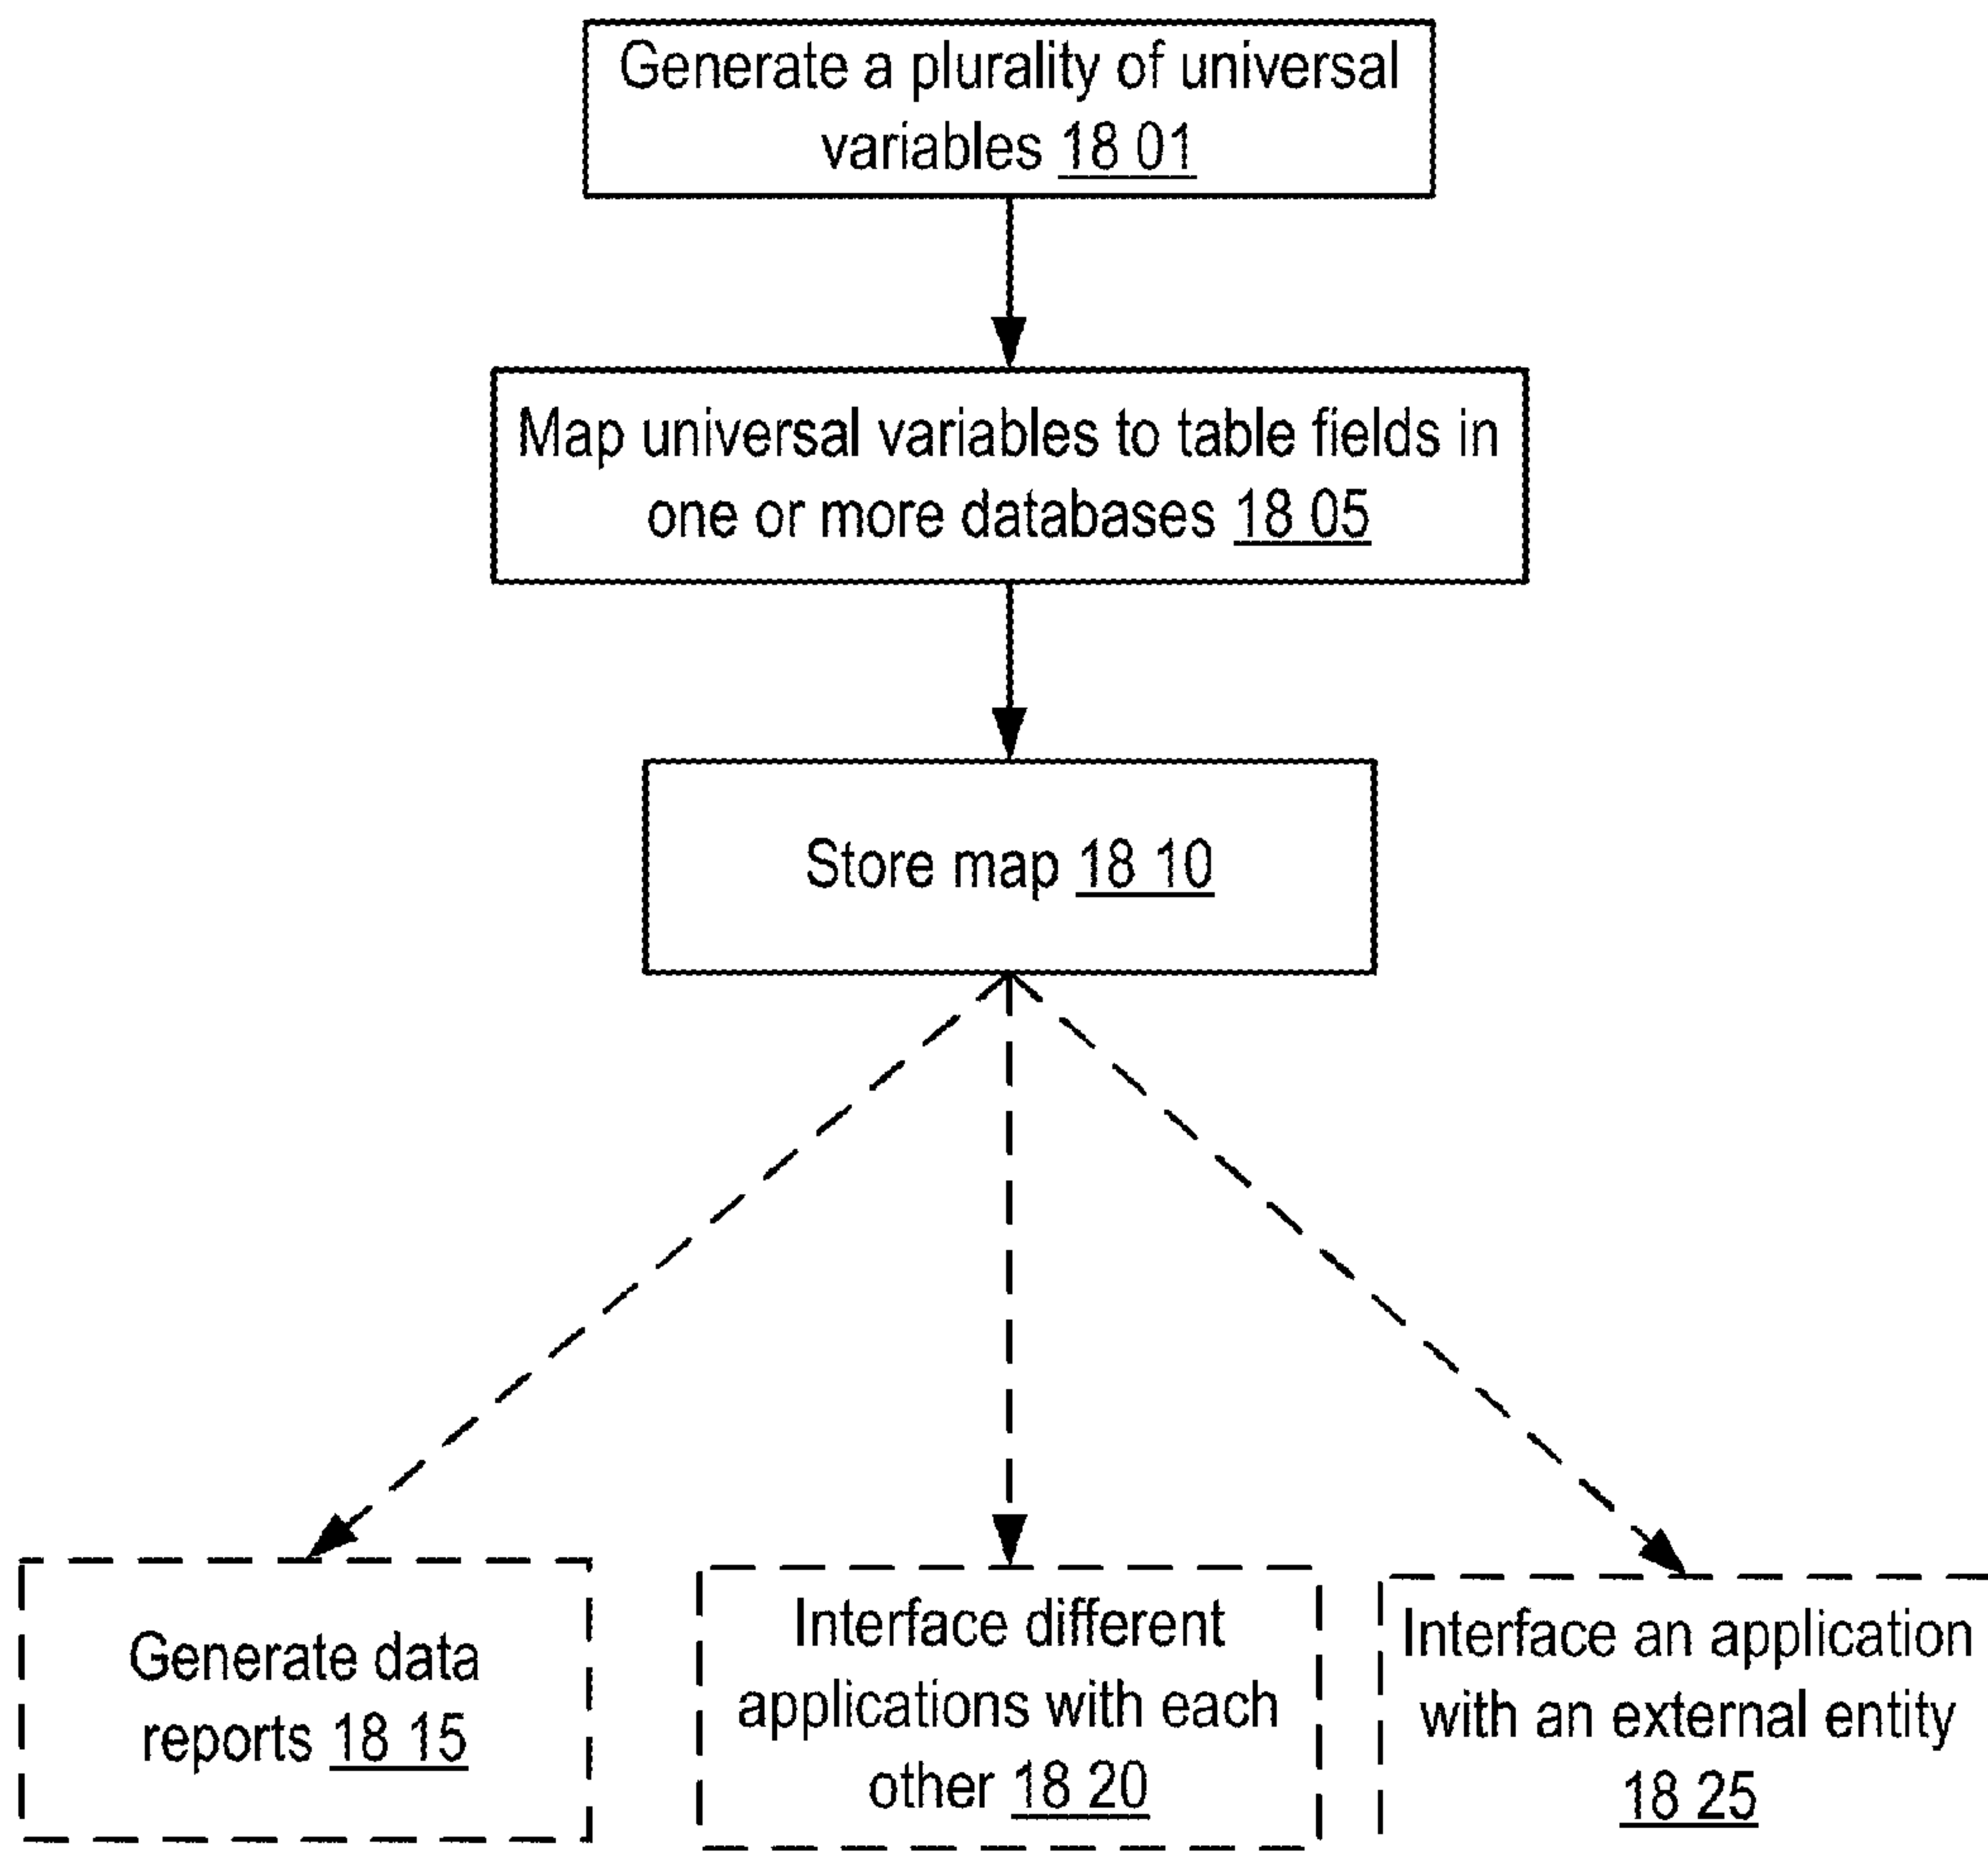 Generate a plurality of universal
variables 18 01
Map universal variables to table fields in
one or more databases 18 05
Store map 18 10
Generate data
reports 18 15
Interface different
applications with each
other 18 20
Interface an application
with an external entity
18 25